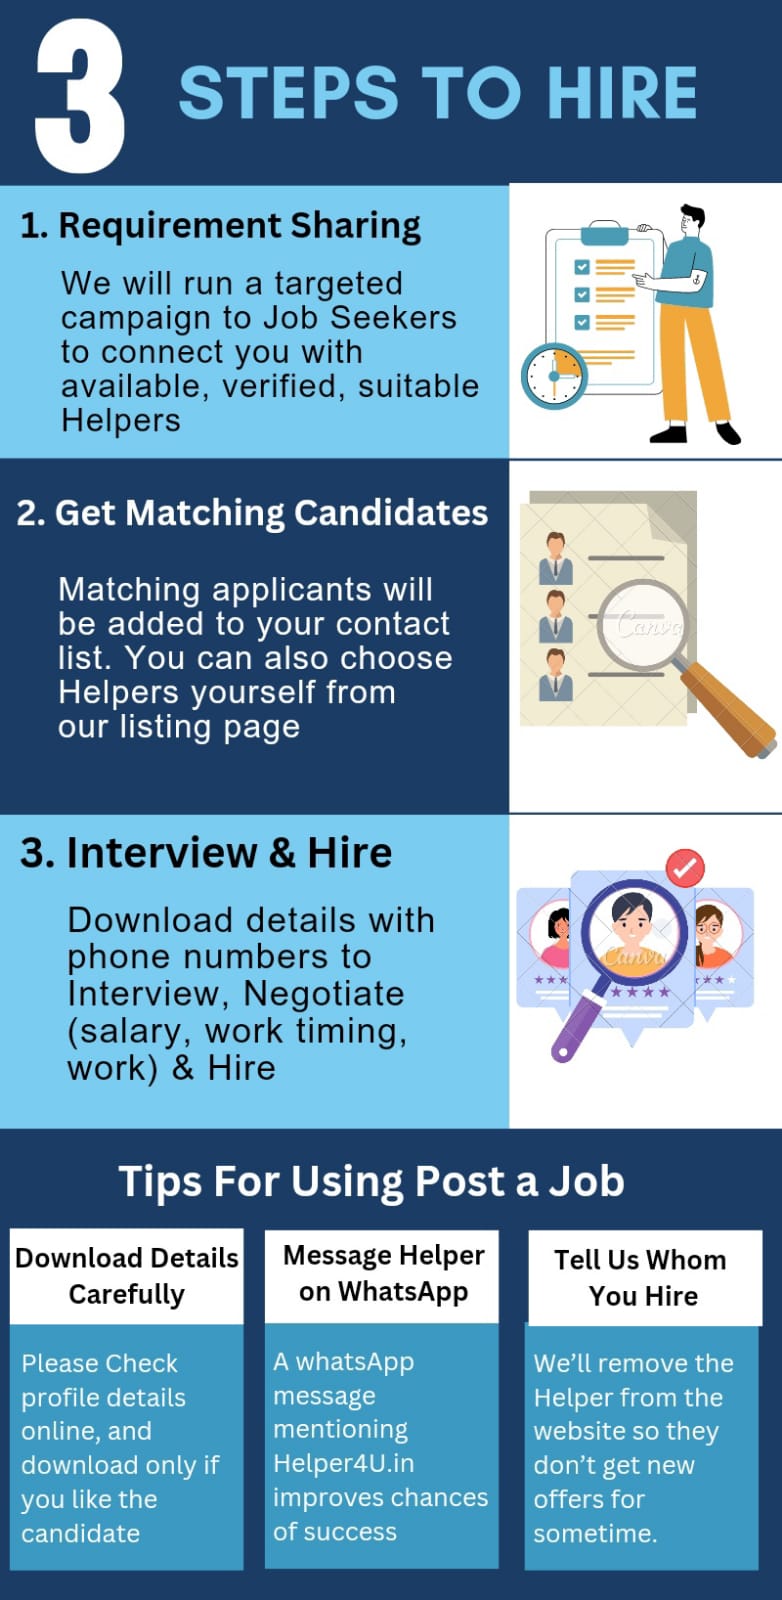 3 STEPS TO HIRE
1. Requirement Sharing
We will run a targeted
campaign to Job Seekers
to connect you with
available, verified, suitable
Helpers
2. Get Matching Candidates
Matching applicants will
be added to your contact
list. You can also choose
Helpers yourself from
our listing page
Canva
3. Interview & Hire
Download details with
phone numbers to
Interview, Negotiate
(salary, work timing,
work) & Hire
Canva
Tips For Using Post a Job
Download Details
Carefully
Please Check
profile details
online, and
download only if
you like the
candidate
Message Helper
on WhatsApp
A whatsApp
message
mentioning
Helper4U.in
improves chances
of success
Tell Us Whom
You Hire
We’ll remove the
Helper from the
website so they
don’t get new
offers for
sometime.